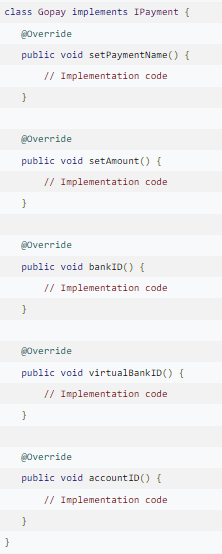 class Gopay implements IPayment {
@Override
public void setPaymentName() {
// Implementation code
}
@Override
public void setAmount() {
// Implementation code
}
@Override
public void bankID() {
// Implementation code
}
@Override
public void virtualBankID() {
// Implementation code
}
@Override
public void accountID() {
// Implementation code
}
}